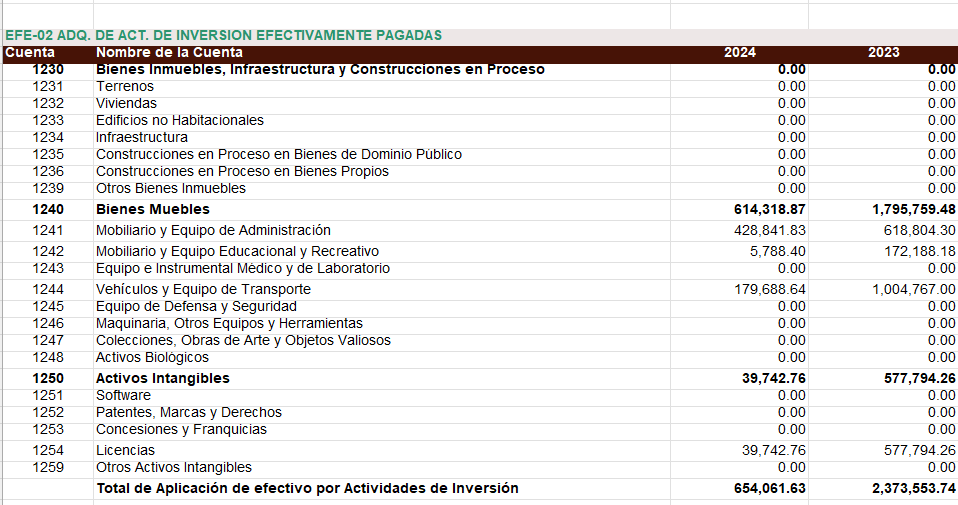 EFE-02 ADQ. DE ACT. DE INVERSION EFECTIVAMENTE PAGADAS
Cuenta Nombre de la Cuenta 2024 2023
1230 Bienes Inmuebles, Infraestructura y Construcciones en Proceso 0.00 0.00
1231 Terrenos 0.00 0.00
1232 Viviendas 0.00 0.00
1233 Edificios no Habitacionales 0.00 0.00
1234 Infraestructura 0.00 0.00
1235 Construcciones en Proceso en Bienes de Dominio Público 0.00 0.00
1236 Construcciones en Proceso en Bienes Propios 0.00 0.00
1239 Otros Bienes Inmuebles 0.00 0.00
1240 Bienes Muebles 614,318.87 1,795,759.48
1241 Mobiliario y Equipo de Administración 428,841.83 618,804.30
1242 Mobiliario y Equipo Educacional y Recreativo 5,788.40 172,188.18
1243 Equipo e Instrumental Médico y de Laboratorio 0.00 0.00
1244 Vehículos y Equipo de Transporte 179,688.64 1,004,767.00
1245 Equipo de Defensa y Seguridad 0.00 0.00
1246 Maquinaria, Otros Equipos y Herramientas 0.00 0.00
1247 Colecciones, Obras de Arte y Objetos Valiosos 0.00 0.00
1248 Activos Biológicos 0.00 0.00
1250 Activos Intangibles 39,742.76 577,794.26
1251 Software 0.00 0.00
1252 Patentes, Marcas y Derechos 0.00 0.00
1253 Concesiones y Franquicias 0.00 0.00
1254 Licencias 39,742.76 577,794.26
1259 Otros Activos Intangibles 0.00 0.00
Total de Aplicación de efectivo por Actividades de Inversión 654,061.63 2,373,553.74